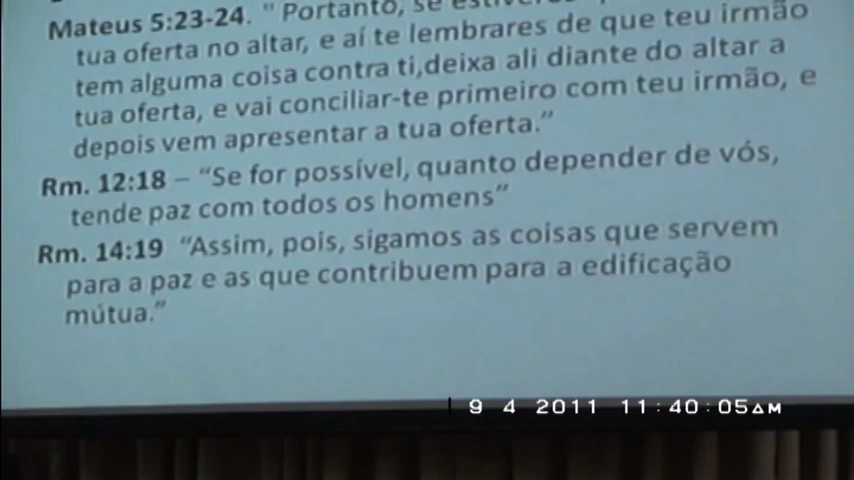 Mateus 5:23-24. " Portanto, se
tua oferta no altar, e aí te lembrares de que teu irmão
tem alguma coisa contra ti,deixa ali diante do altar a
tua oferta, e vai conciliar-te primeiro com teu irmão, e
depois vem apresentar a tua oferta.”
Rm. 12:18 – “Se for possível, quanto depender de vós,
tende paz com todos os homens”
Rm. 14:19 “Assim, pois, sigamos as coisas que servem
para a paz e as que contribuem para a edificação
mútua.”
9 4 2011 11:40:05AM